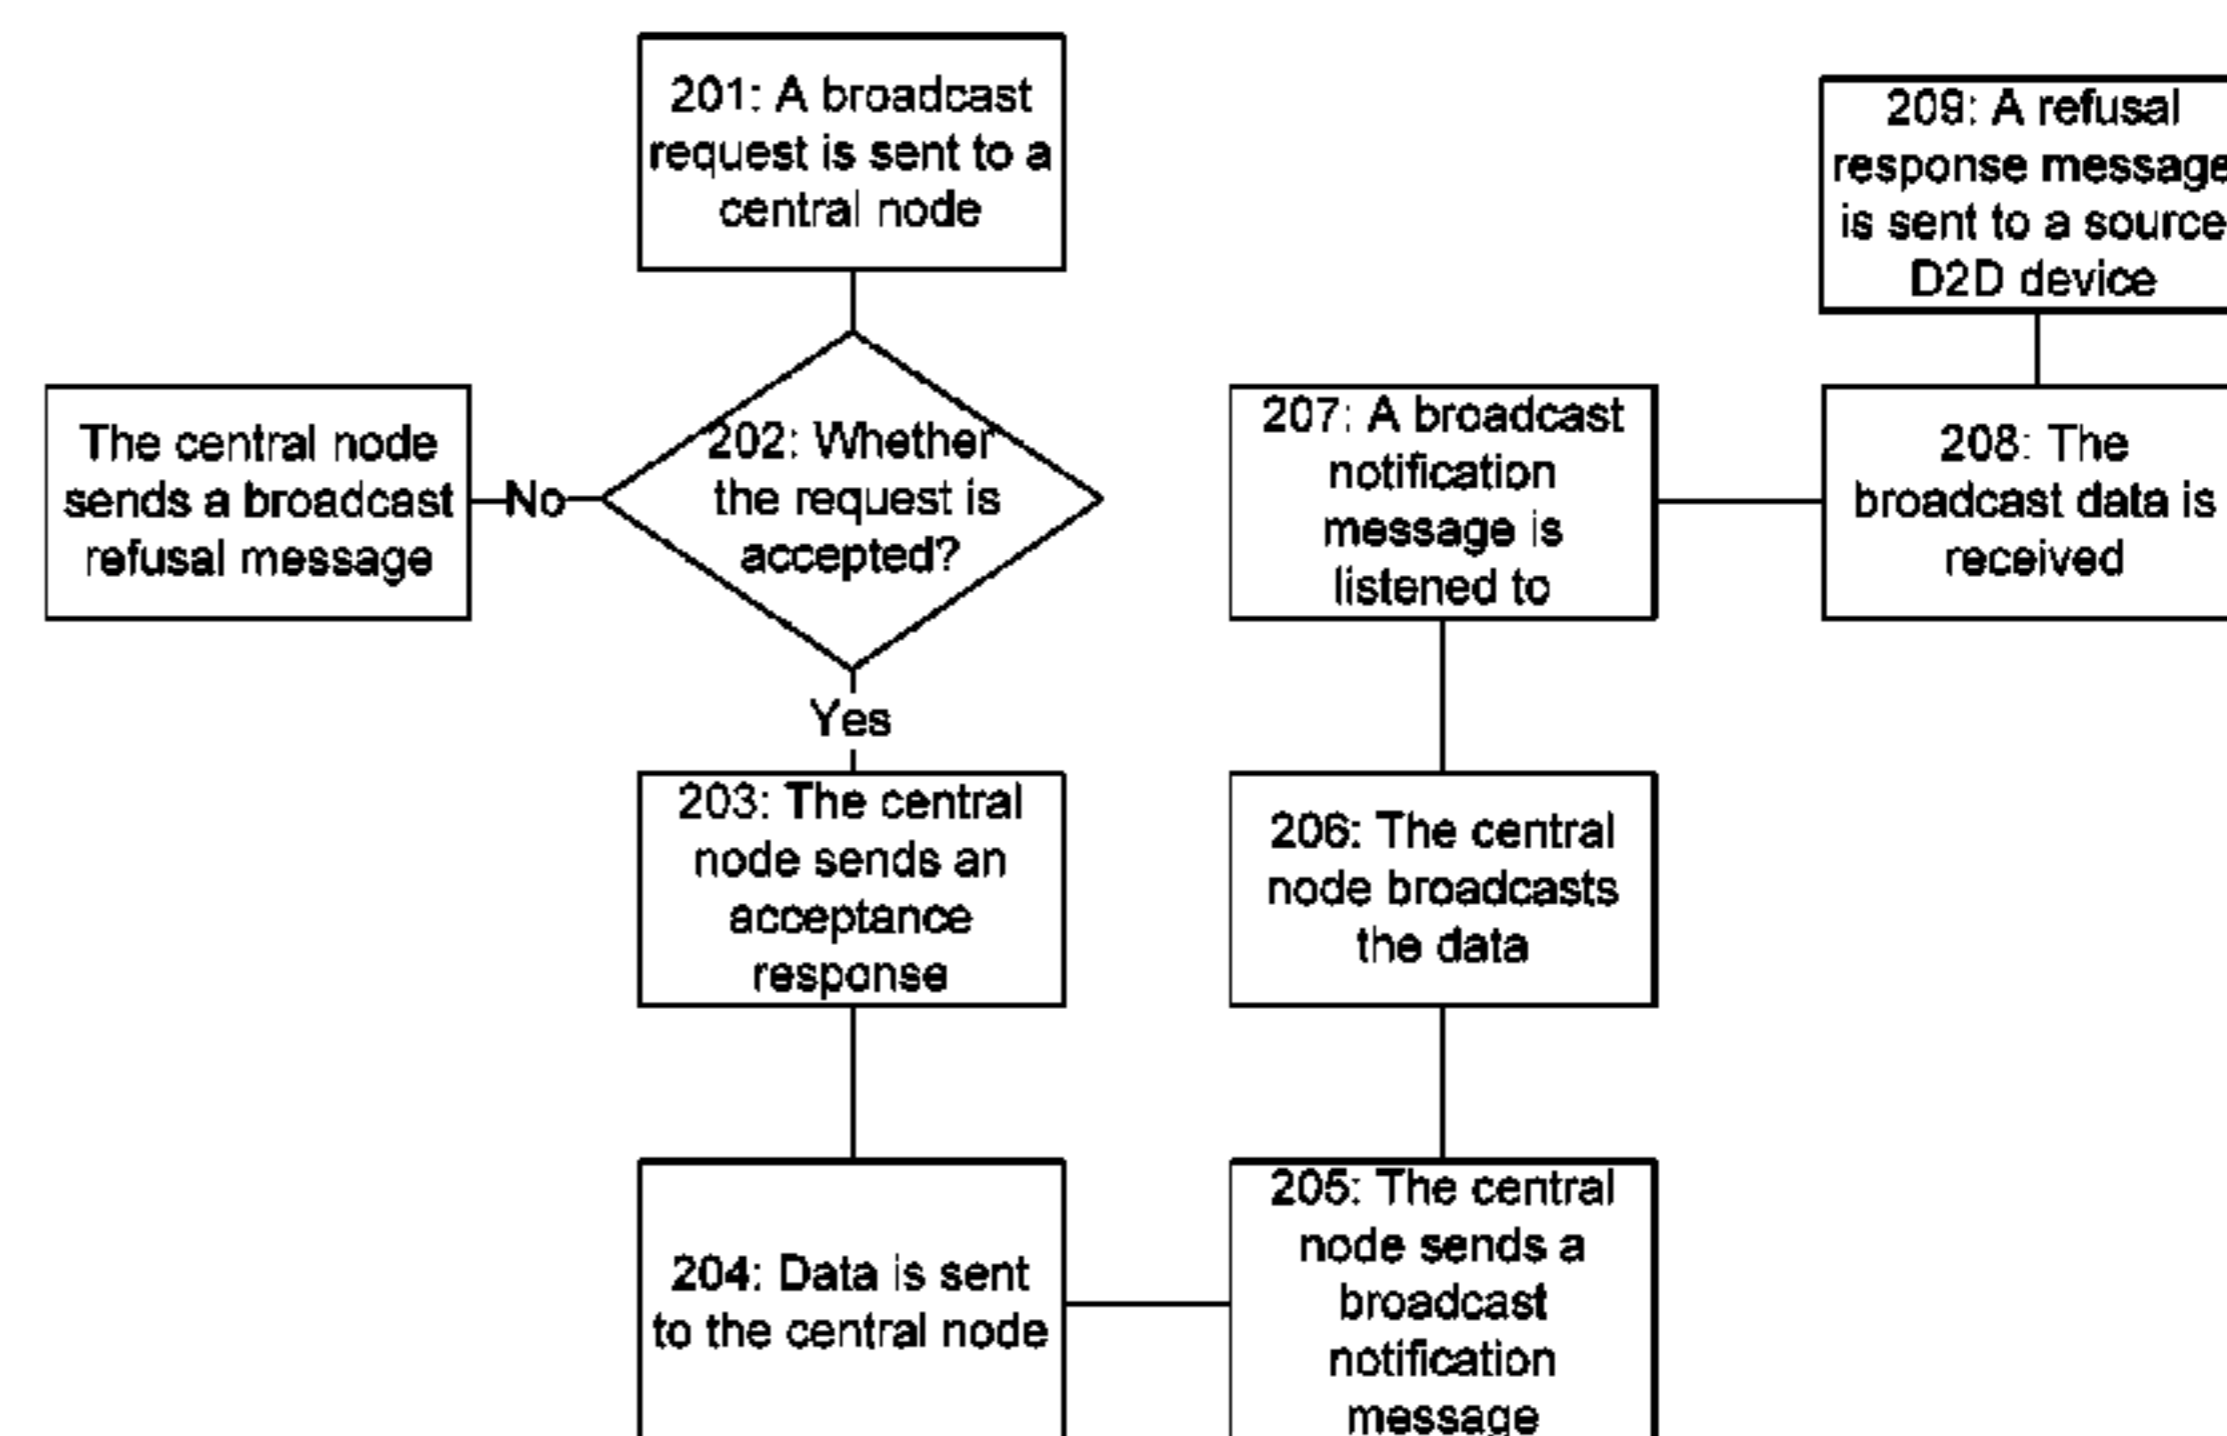 201: A broadcast
request is sent to a
central node
209: A refusal
response message
is sent to a source
D2D device
The central node
sends a broadcast
refusal message
No
202: Whether
the request is
accepted?
207: A broadcast
notification
message is
listened to
208: The
broadcast data is
received
Yes
203: The central
node sends an
acceptance
response
206: The central
node broadcasts
the data
204: Data is sent
to the central node
205: The central
node sends a
broadcast
notification
message